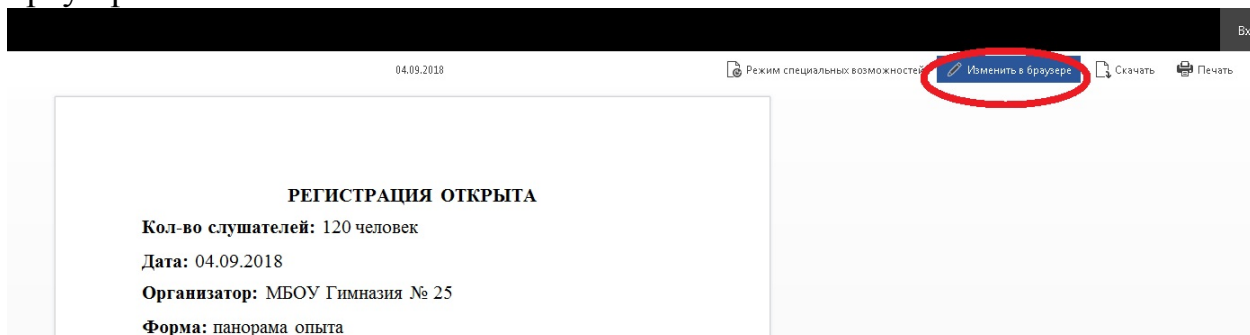 Вх
04.09.2018 Режим специальных возможностей Изменить в браузере Скачать Печать
РЕГИСТРАЦИЯ ОТКРЫТА
Кол-во слушателей: 120 человек
Дата: 04.09.2018
Организатор: МБОУ Гимназия № 25
Форма: панорама опыта